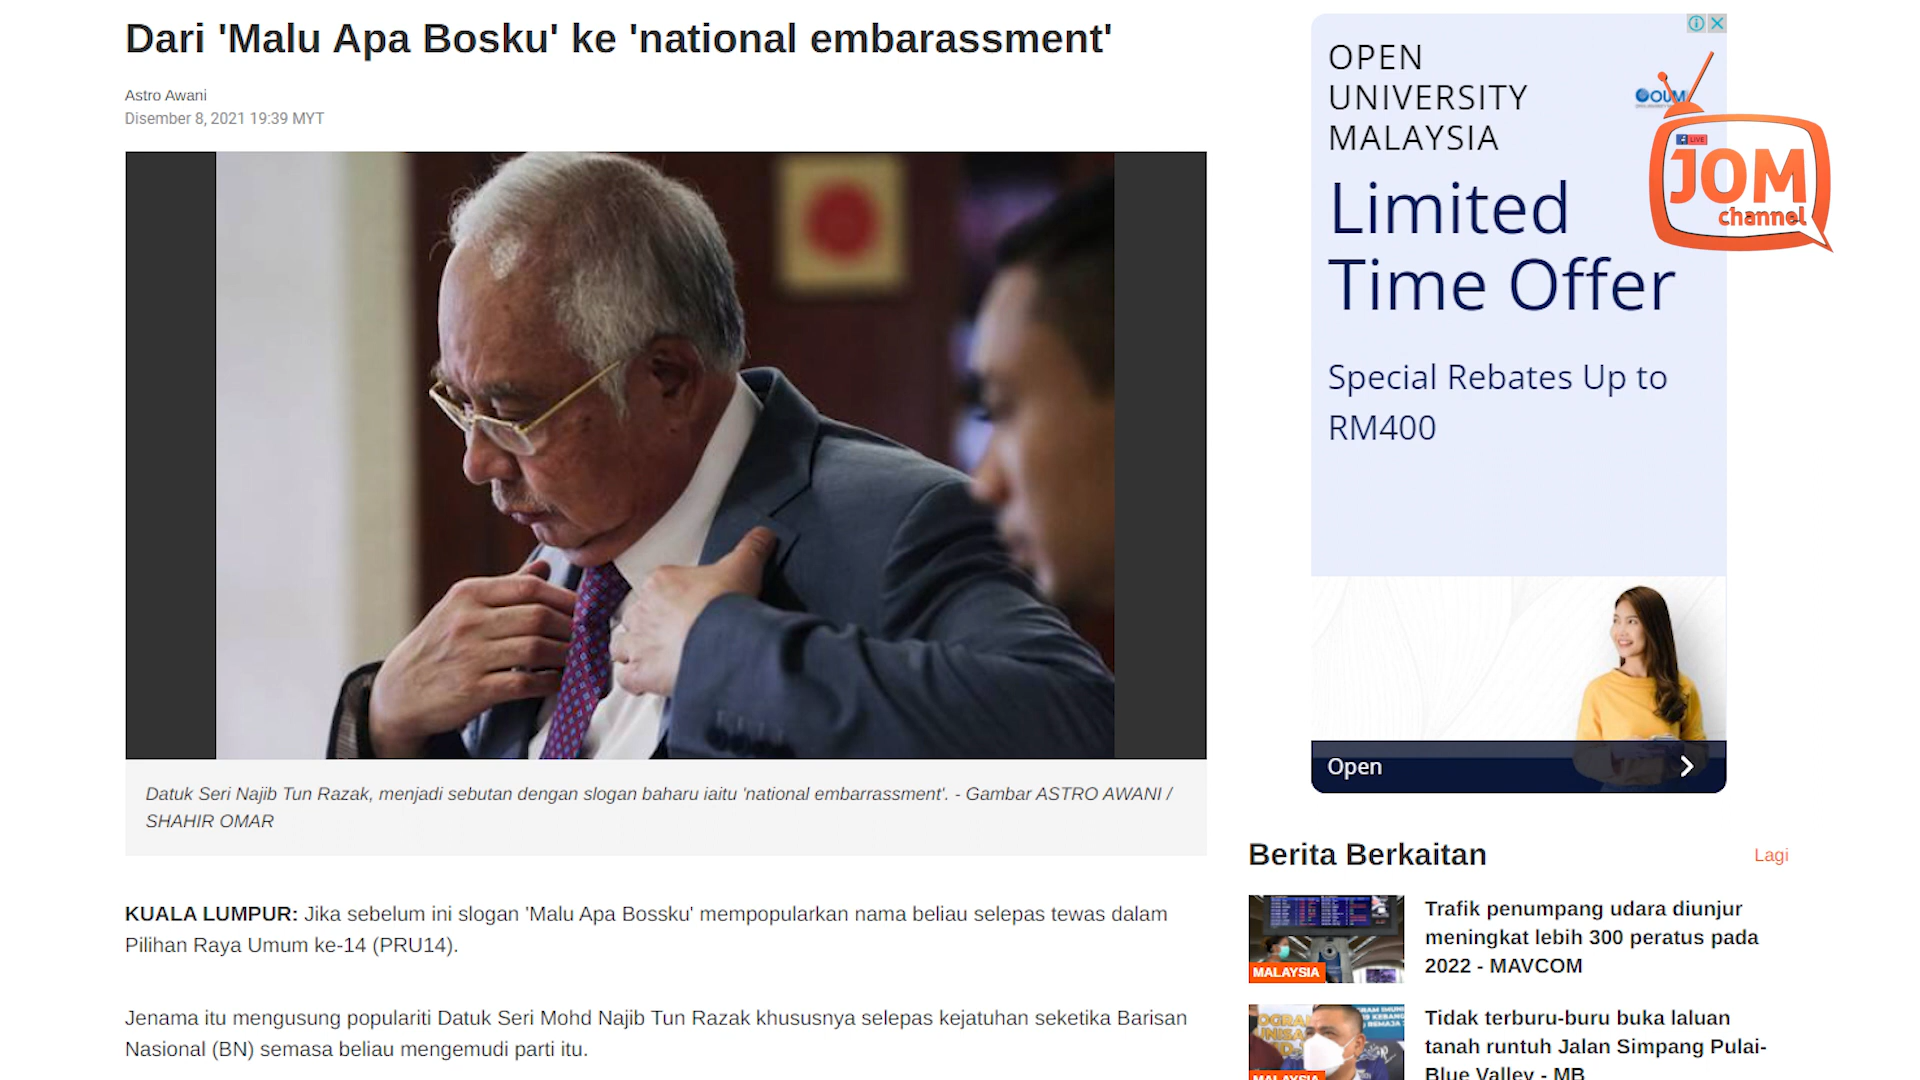 Dari 'Malu Apa Bosku' ke 'national embarassment'
Astro Awani
Disember 8, 2021 19:39 MYT
Datuk Seri Najib Tun Razak, menjadi sebutan dengan slogan baharu iaitu 'national embarrassment'. - Gambar ASTRO AWANI /
SHAHIR OMAR
KUALA LUMPUR: Jika sebelum ini slogan 'Malu Apa Bossku' mempopularkan nama beliau selepas tewas dalam
Pilihan Raya Umum ke-14 (PRU14).
Jenama itu mengusung populariti Datuk Seri Mohd Najib Tun Razak khususnya selepas kejatuhan seketika Barisan
Nasional (BN) semasa beliau mengemudi parti itu.
OPEN
UNIVERSITY
MALAYSIA
OUM
LIVE
JOM
channel
Limited
Time Offer
Special Rebates Up to
RM400
Open
Berita Berkaitan
Lagi
MALAYSIA
Trafik penumpang udara diunjur
meningkat lebih 300 peratus pada
2022 - MAVCOM
MALAYSIA
Tidak terburu-buru buka laluan
tanah runtuh Jalan Simpang Pulai-
Blue Valley - MB